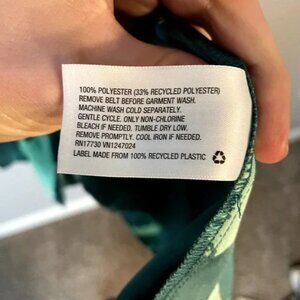 100% POLYESTER (33% RECYCLED POLYESTER)
REMOVE BELT BEFORE GARMENT WASH.
MACHINE WASH COLD SEPARATELY.
GENTLE CYCLE. ONLY NON-CHLORINE
BLEACH IF NEEDED. TUMBLE DRY LOW.
REMOVE PROMPTLY. COOL IRON IF NEEDED.
RN17730 VN1247024
LABEL MADE FROM 100% RECYCLED PLASTIC